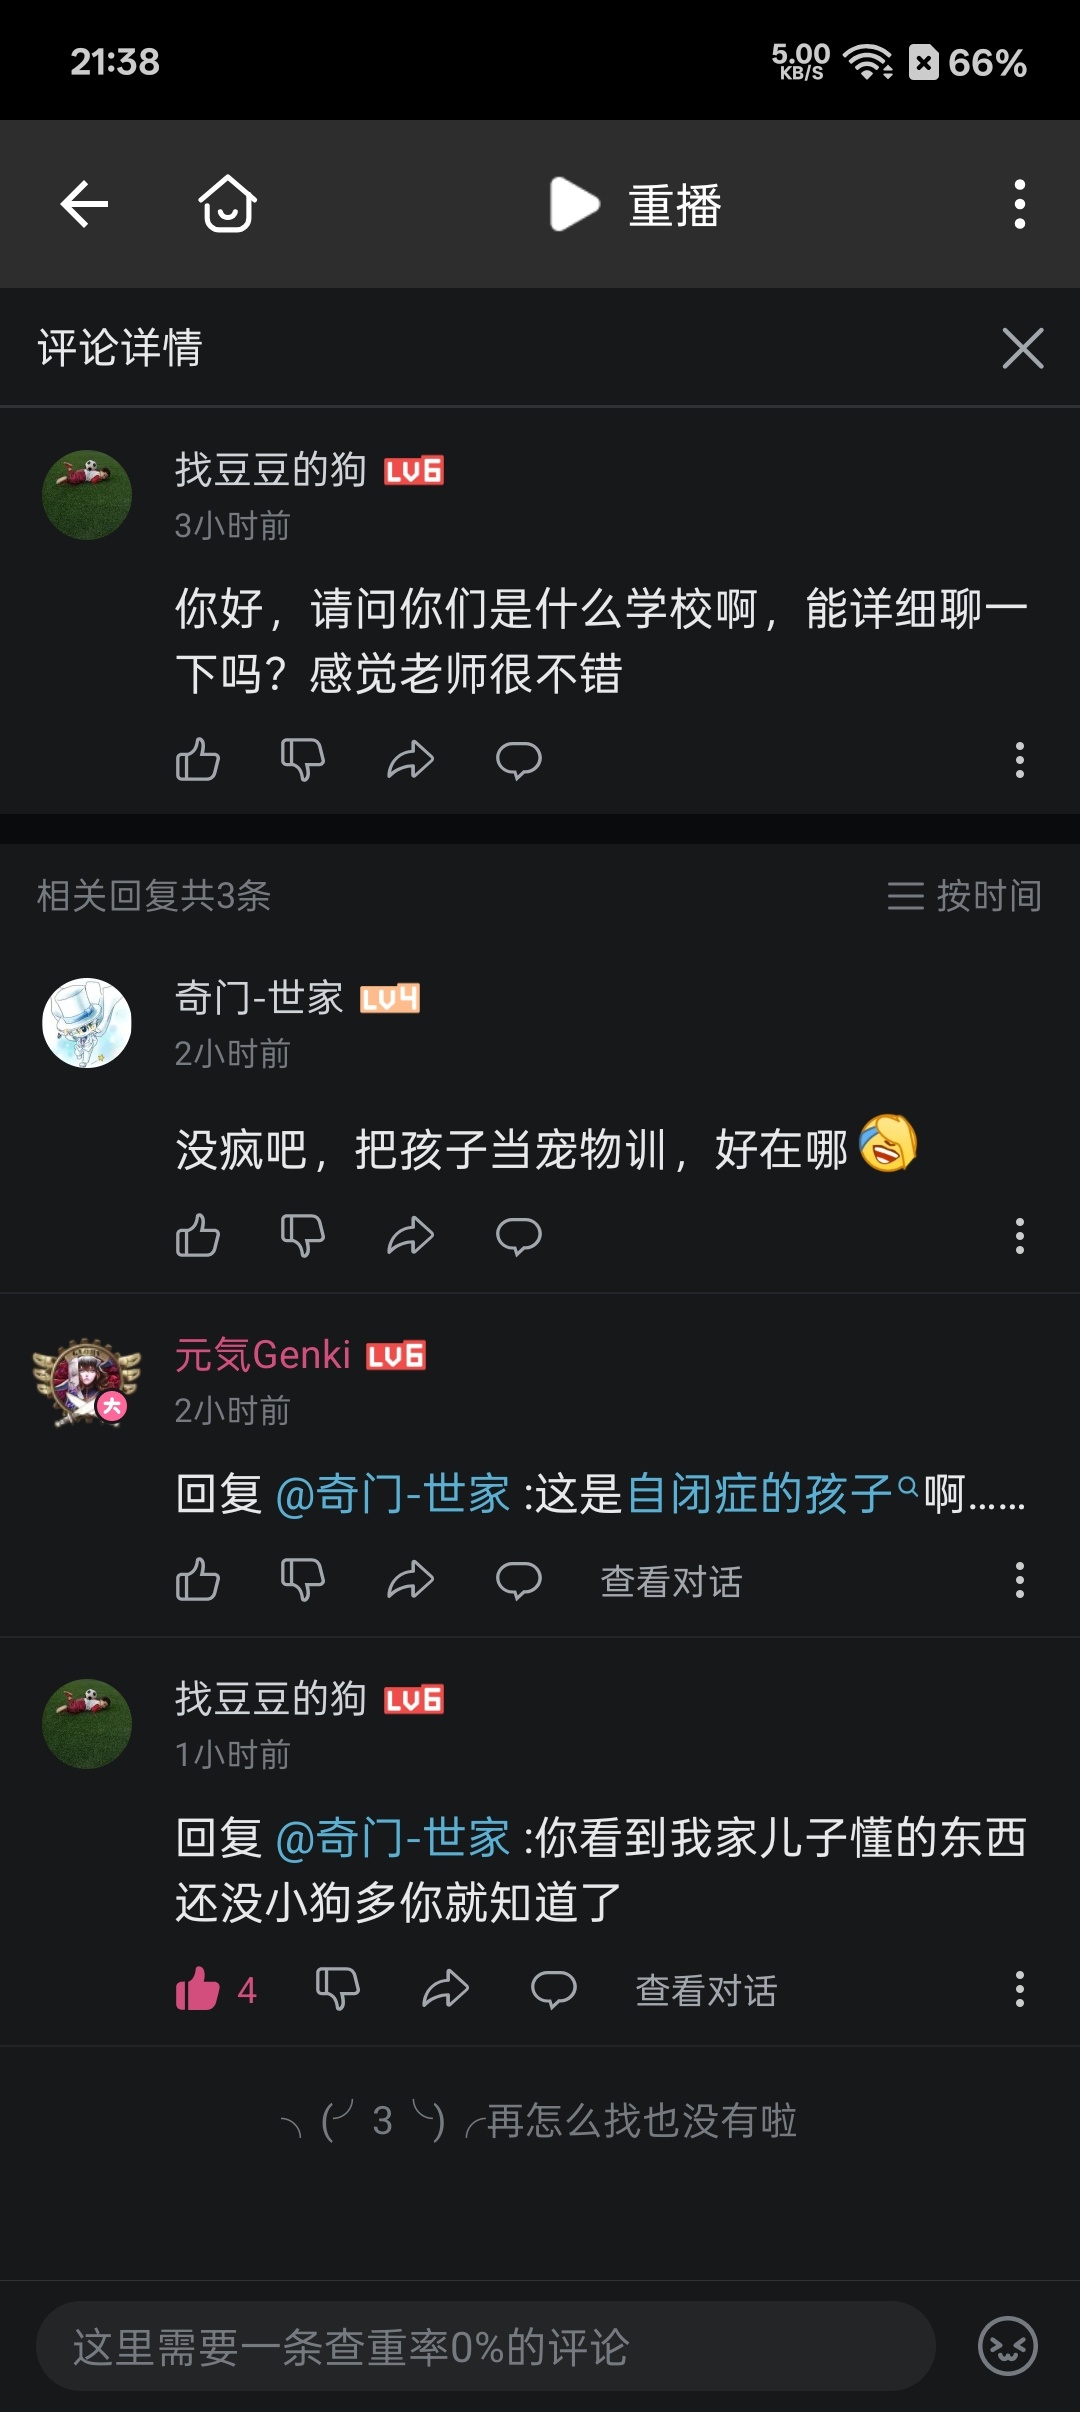 21:38
5.00
KB/S
66%
重播
评论详情
找豆豆的狗 LV6
3小时前
你好，请问你们是什么学校啊，能详细聊一
下吗？感觉老师很不错
相关回复共3条
按时间
奇门-世家 LV4
2小时前
没疯吧，把孩子当宠物训，好在哪
元気Genki LV6
大
2小时前
回复 @奇门-世家 :这是自闭症的孩子啊……
查看对话
找豆豆的狗 LV6
1小时前
回复 @奇门-世家 :你看到我家儿子懂的东西
还没小狗多你就知道了
4
查看对话
ヽ(╯3╰)╭再怎么找也没有啦
这里需要一条查重率0%的评论